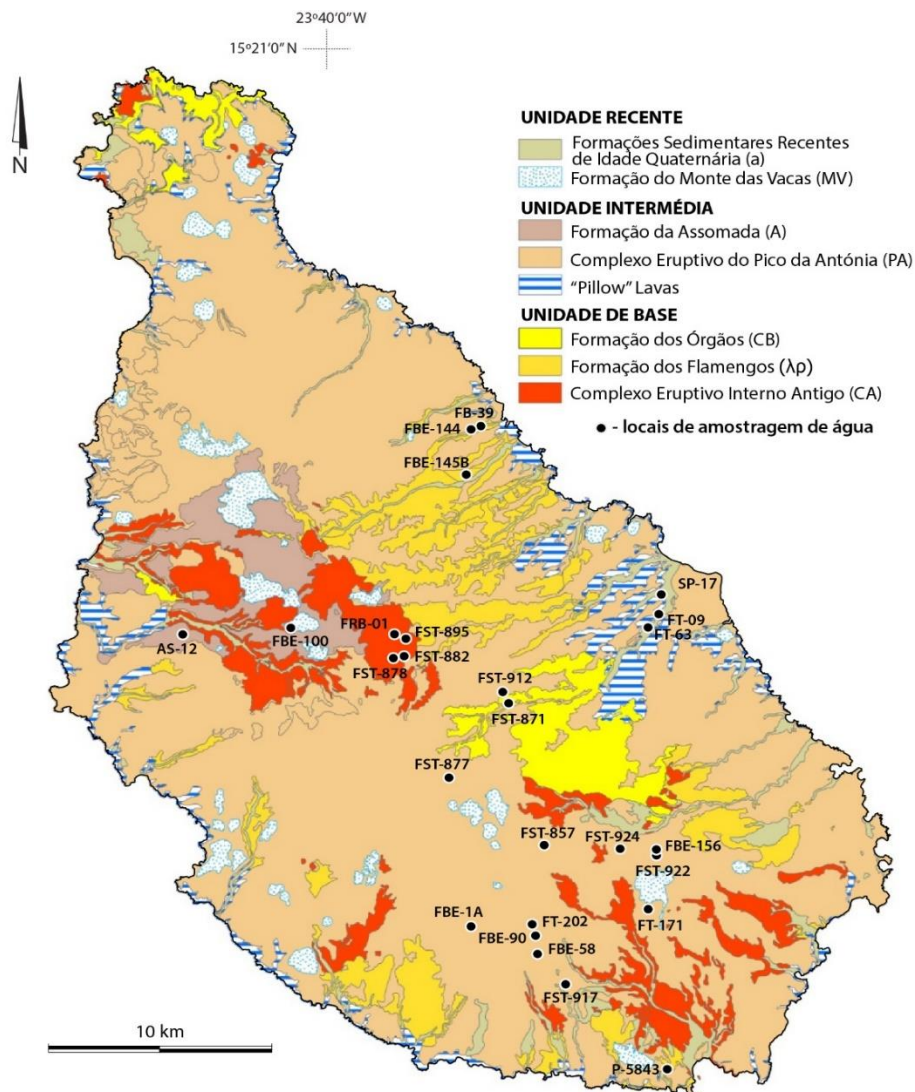 23º40'0" W
15º21'0" N
N
UNIDADE RECENTE
Formações Sedimentares Recentes
de Idade Quaternária (a)
Formação do Monte das Vacas (MV)
UNIDADE INTERMÉDIA
Formação da Assomada (A)
Complexo Eruptivo do Pico da Antónia (PA)
"Pillow" Lavas
UNIDADE DE BASE
Formação dos Órgãos (CB)
Formação dos Flamengos (λρ)
Complexo Eruptivo Interno Antigo (CA)
- locais de amostragem de água
FB-39
FBE-144
FBE-145B
SP-17
FT-09
FT-63
FRB-01
FST-895
FBE-100
AS-12
FST-882
FST-878
FST-912
FST-871
FST-877
FST-857
FST-924
FBE-156
FST-922
FT-171
FBE-1A
FT-202
FBE-90
FBE-58
FST-917
10 km
P-5843